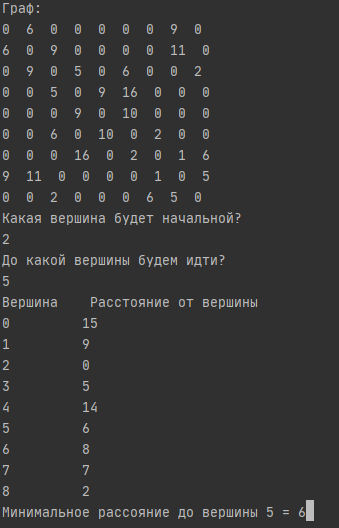 Граф:
0 6 0 0 0 0 0 9 0
6 0 9 0 0 0 0 11 0
0 9 0 5 0 6 0 0 2
0 0 5 0 9 16 0 0 0
0 0 0 9 0 10 0 0 0
0 0 6 0 10 0 2 0 0
0 0 0 16 0 2 0 1 6
9 11 0 0 0 0 1 0 5
0 0 2 0 0 0 6 5 0
Какая вершина будет начальной?
2
До какой вершины будем идти?
5
Вершина Расстояние от вершины
0 15
1 9
2 0
3 5
4 14
5 6
6 8
7 7
8 2
Минимальное рассояние до вершины 5 = 6